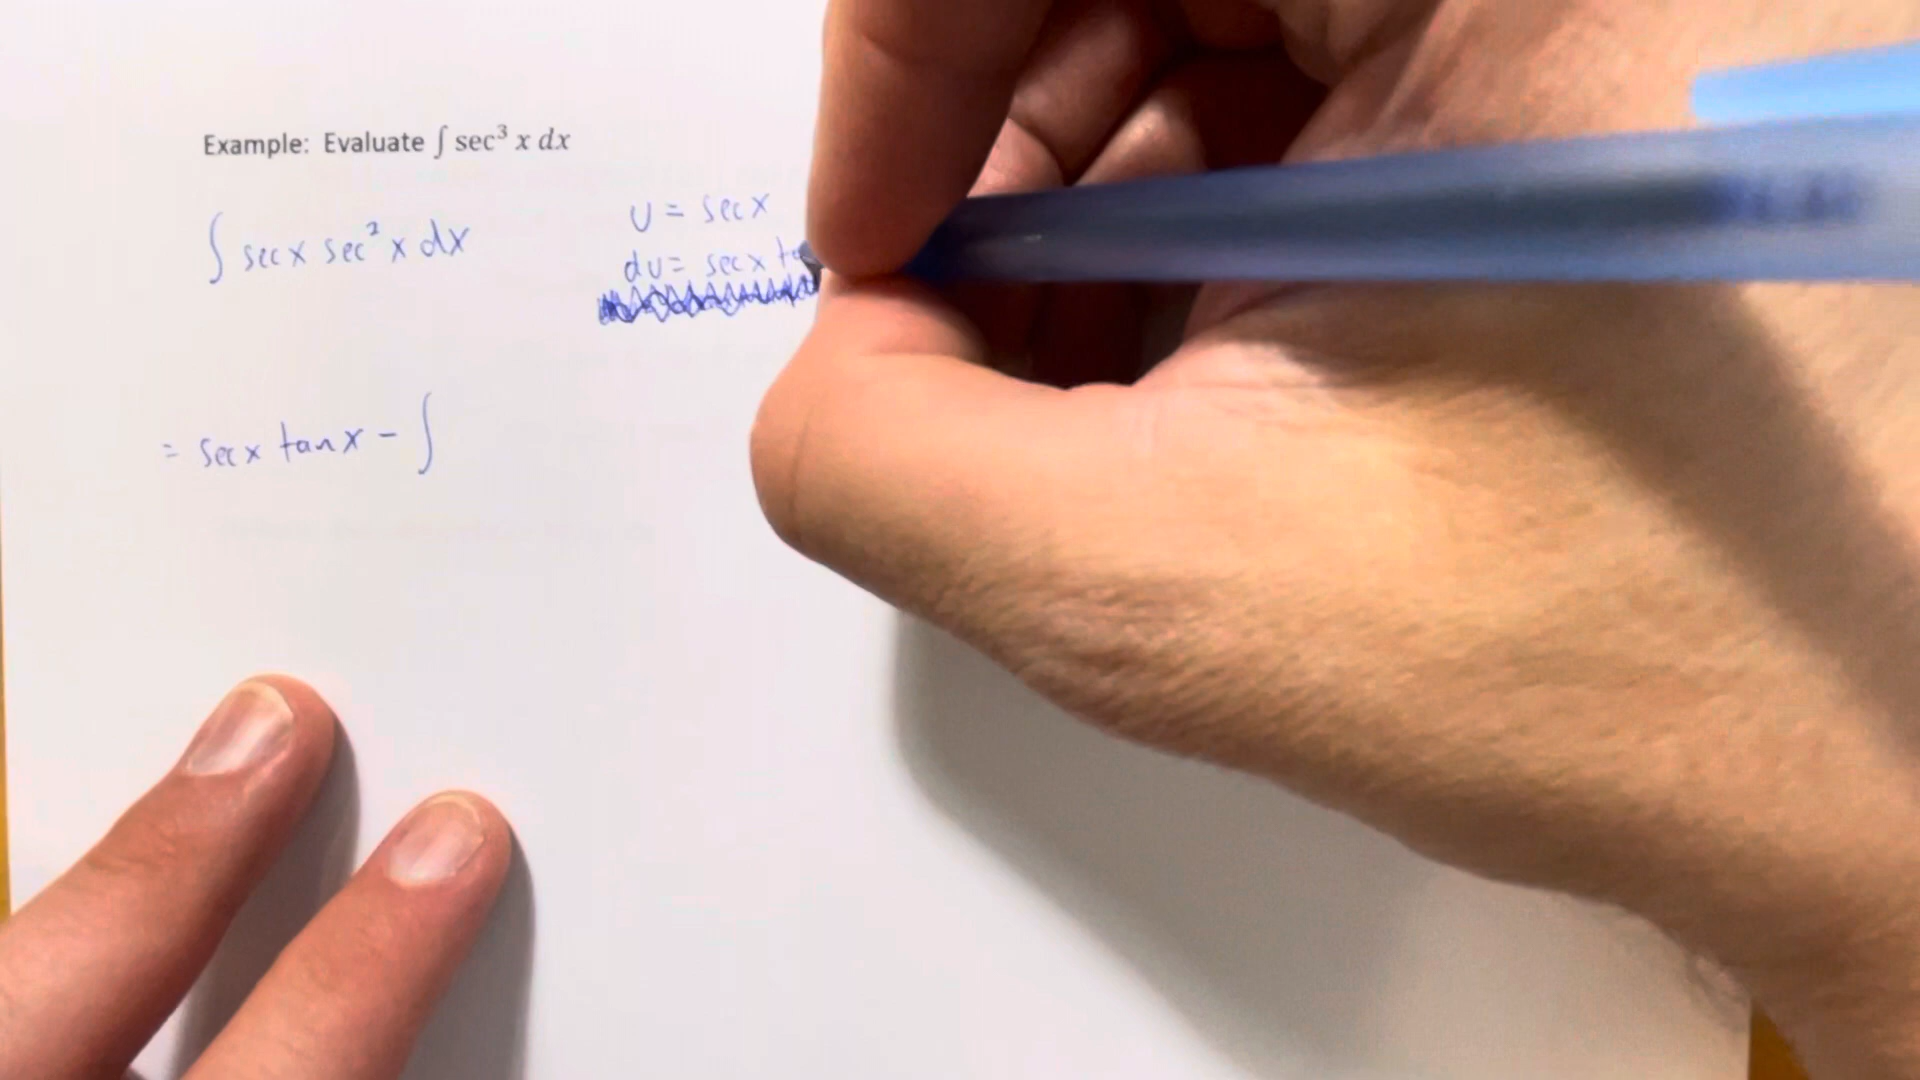 Example: Evaluate ∫ sec³ x dx
∫ sec x sec² x dx
u = sec x
du = sec x
= sec x tan x - ∫